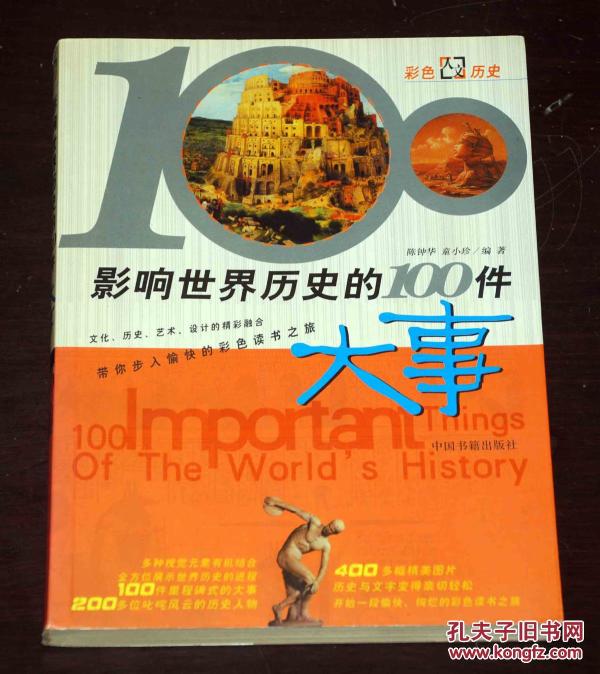 100
彩色人文历史
陈钟华 童小珍/编著
影响世界历史的100件
大事
文化、历史、艺术、设计的精彩融合
带你步入愉快的彩色读书之旅
100 Important Things
Of The World's History
中国书籍出版社
多种视觉元素有机结合
全方位展示世界历史的进程
100件里程碑式的大事
200多位叱咤风云的历史人物
400多幅精美图片
历史与文字变得亲切轻松
开始一段愉快、绚烂的彩色读书之旅
孔夫子旧书网
www.kongfz.com